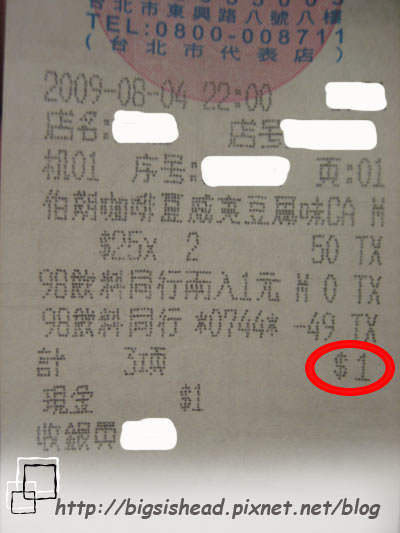 台北市東興路八號八樓
TEL:0800-008711
(台北市代表店)
2009-08-04 22:00
店名: 店号
机01 序号: 頁:01
伯朗咖啡藍威英豆風味CA M
$25x 2 50 TX
98飲料同行兩入1元 M 0 TX
98飲料同行 *0744* -49 TX
計 3項 $1
現金 $1
收銀員
http://bigsishead.pixnet.net/blog